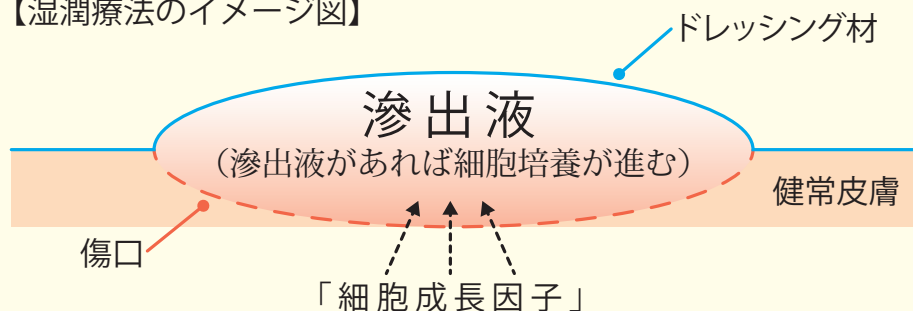 【湿潤療法のイメージ図】
ドレッシング材
滲出液
(滲出液があれば細胞培養が進む)
健常皮膚
傷口
「細胞成長因子」